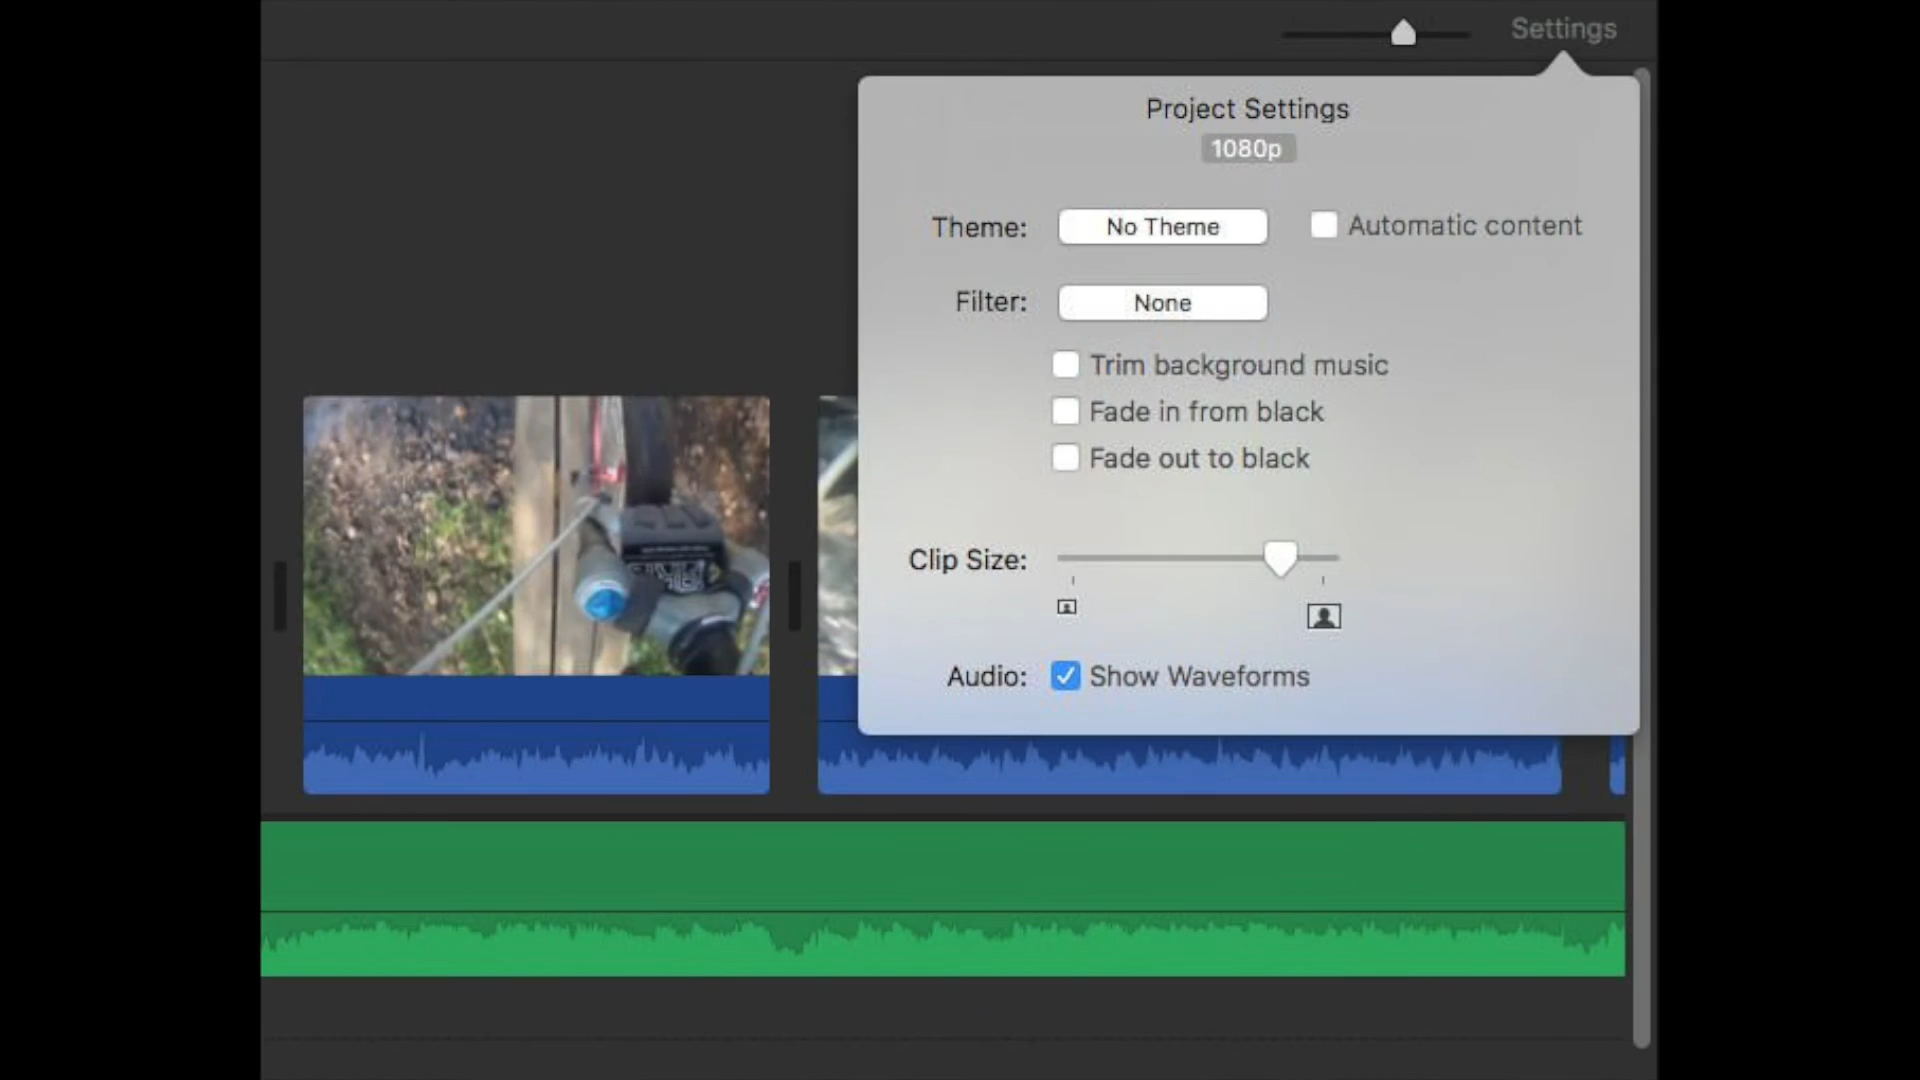 Settings
Project Settings
1080p
Theme: No Theme Automatic content
Filter: None
Trim background music
Fade in from black
Fade out to black
Clip Size:
Audio: Show Waveforms